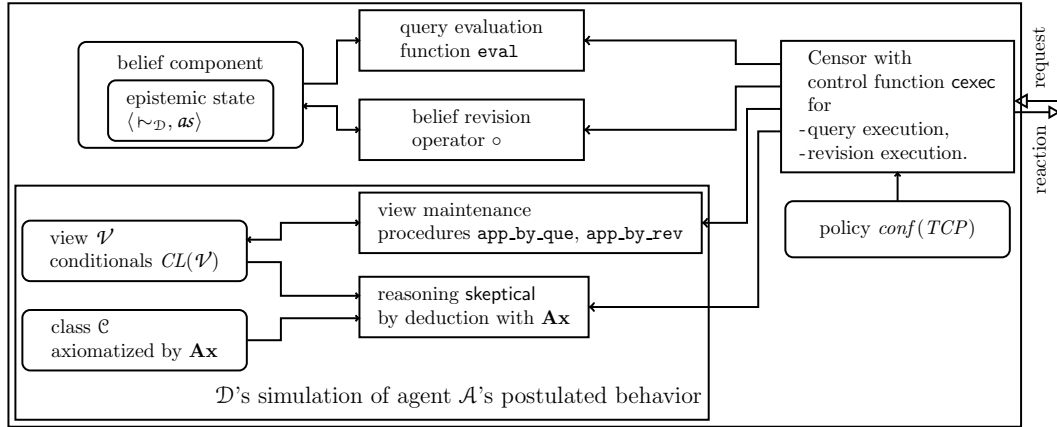 query evaluation
function eval
belief component
epistemic state
⟨|∼_𝒟, as⟩
belief revision
operator ∘
Censor with
control function cexec
for
-query execution,
-revision execution.
request
reaction
policy conf(TCP)
view maintenance
procedures app_by_que, app_by_rev
view 𝒱
conditionals CL(𝒱)
reasoning skeptical
by deduction with Ax
class 𝒞
axiomatized by Ax
𝒟's simulation of agent 𝒜's postulated behavior